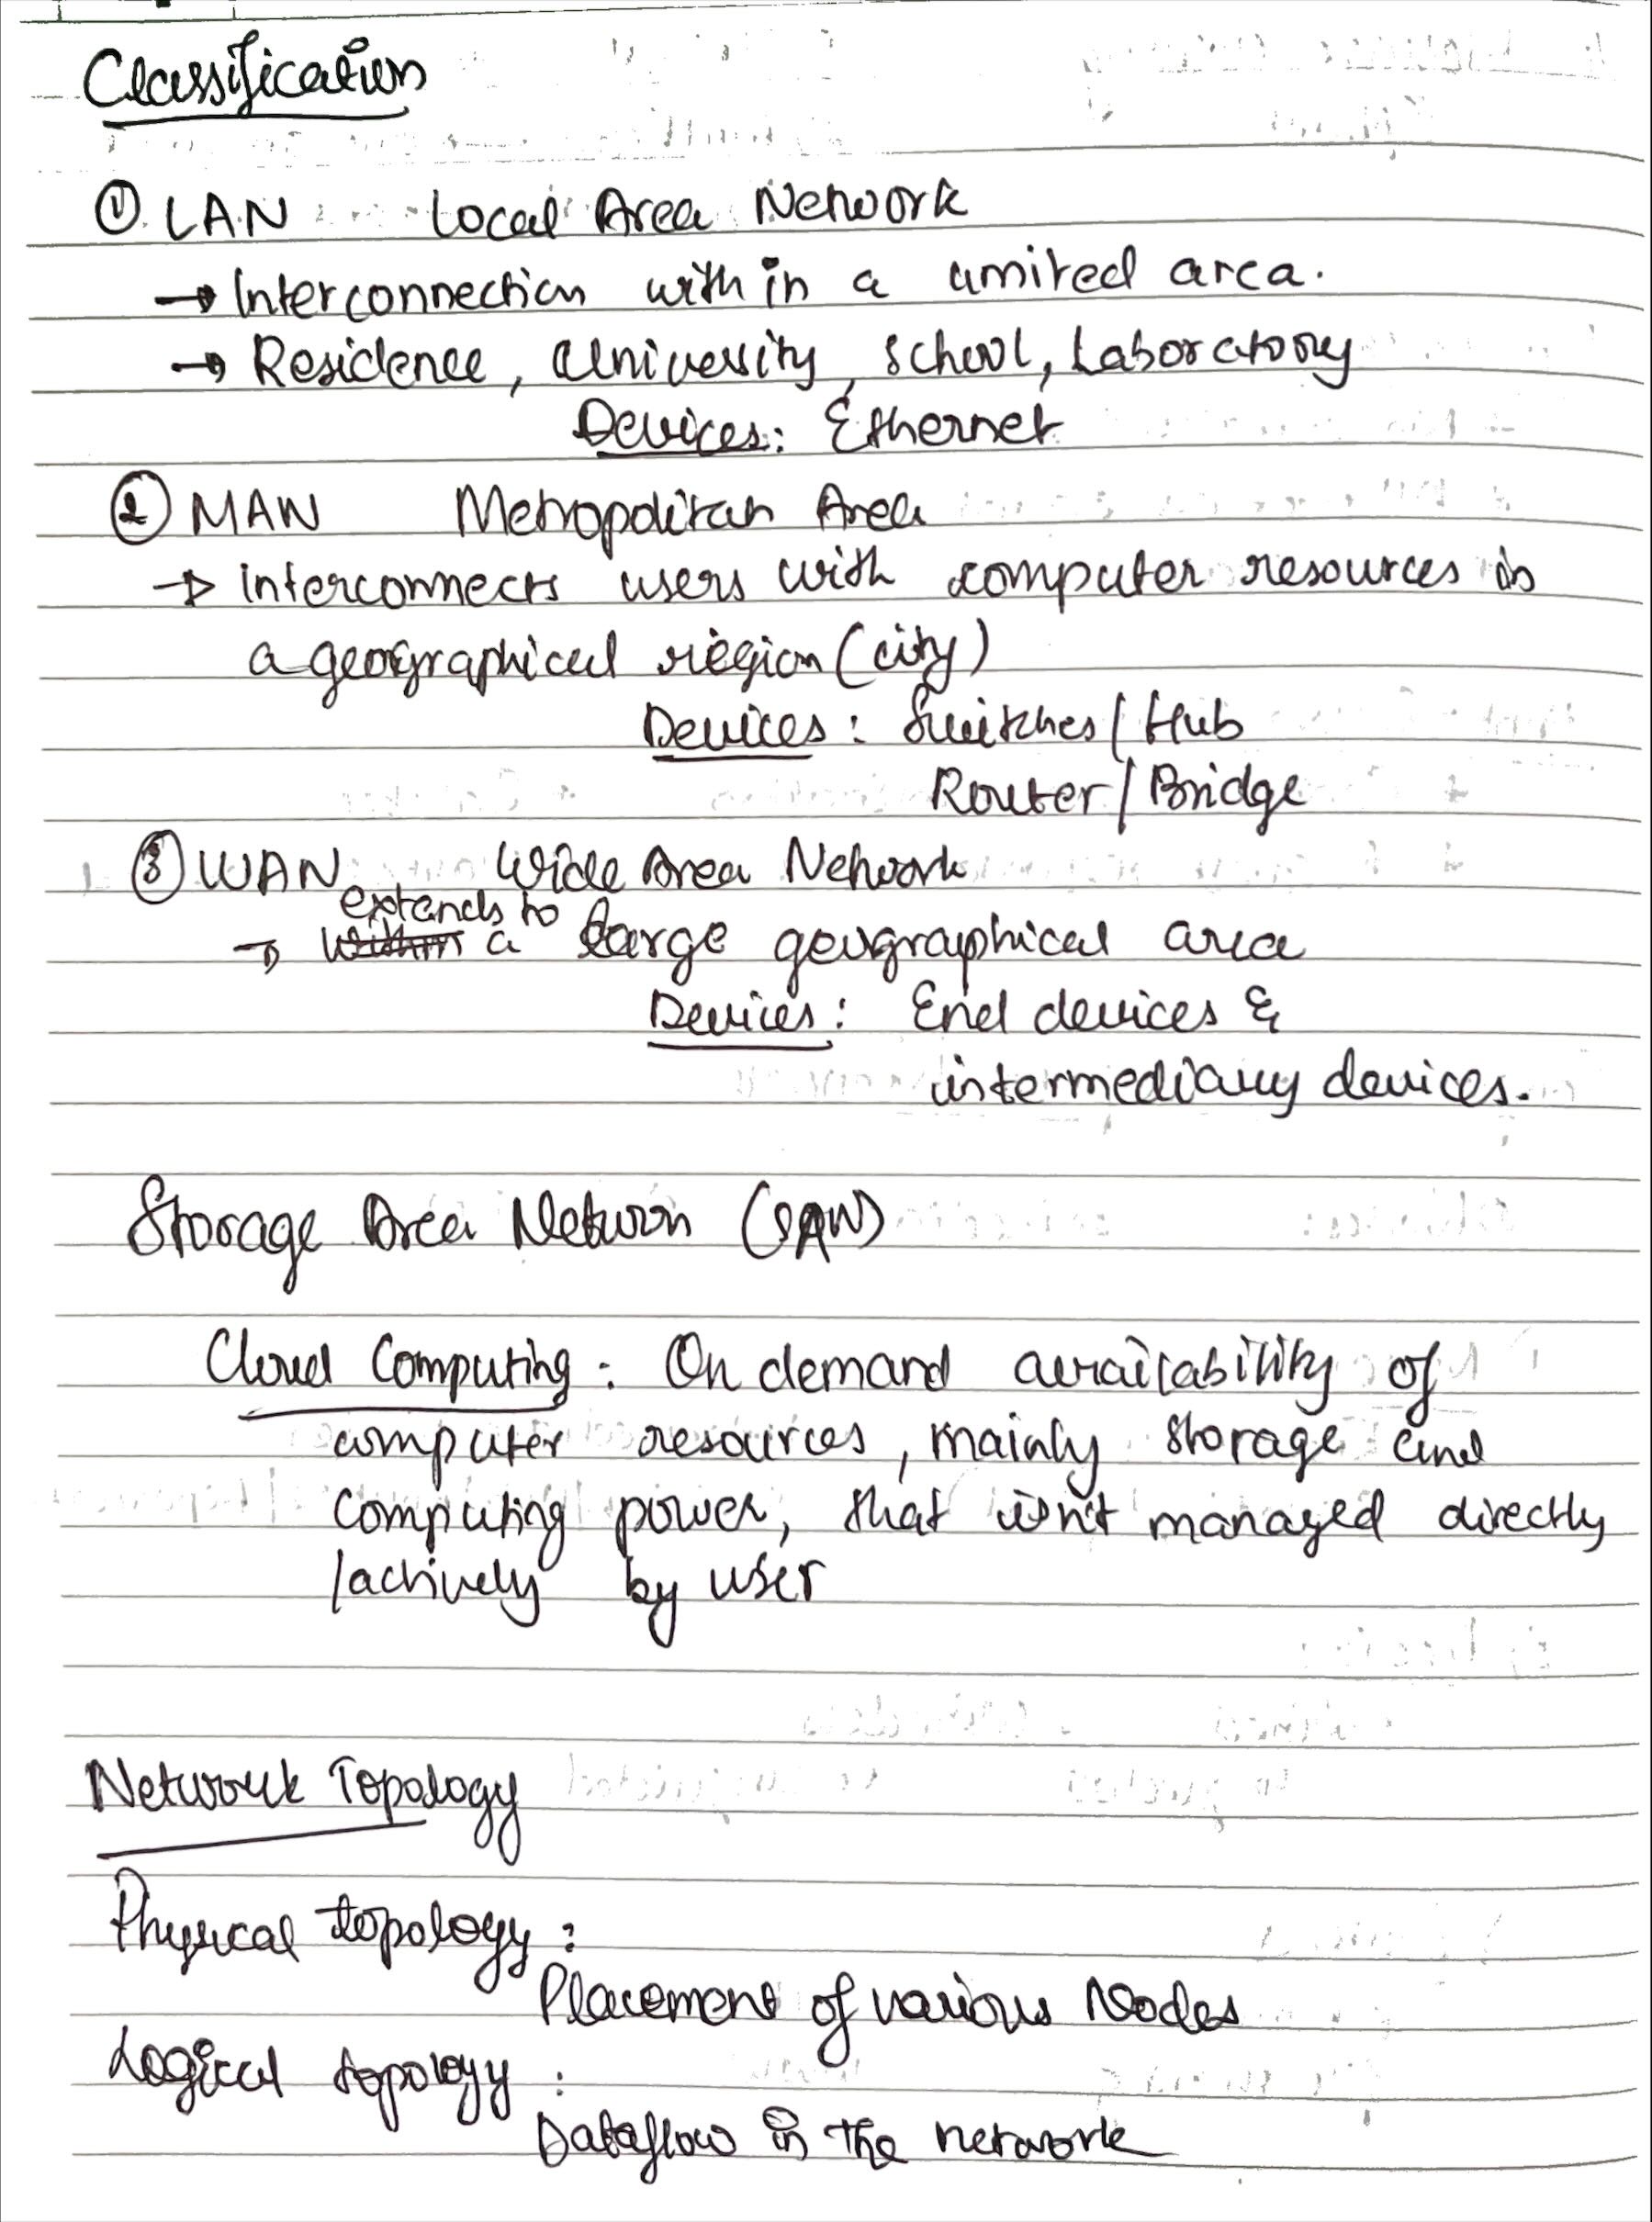 Classification
① LAN Local Area Network
→ Interconnection within a limited area.
→ Residence, University, School, Laboratory
Devices: Ethernet
② MAN Metropolitan Area
→ interconnects users with computer resources in
a geographical region (city)
Devices: Switches/Hub
Router/Bridge
③ WAN Wide Area Network
extends to
→ within a large geographical area
Devices: End devices &
intermediary devices.
Storage Area Networn (SAN)
Cloud Computing: On demand availability of
computer resources, mainly storage and
computing power, that isn't managed directly
/actively by user
Network Topology
Physical topology:
Placement of various Nodes
Logical topology:
Dataflow in the network